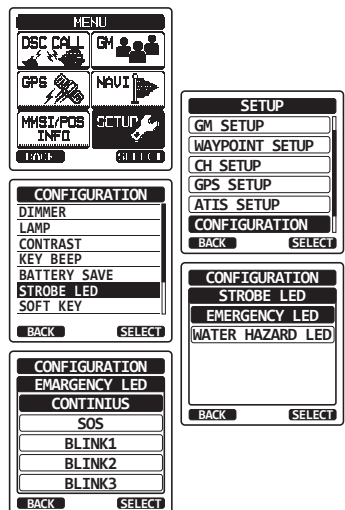 MENU
DSC CALL
GM
GPS
NAVI
MMSI/POS
INFO
SETUP
BACK
SELECT
SETUP
GM SETUP
WAYPOINT SETUP
CH SETUP
GPS SETUP
ATIS SETUP
CONFIGURATION
BACK
SELECT
CONFIGURATION
DIMMER
LAMP
CONTRAST
KEY BEEP
BATTERY SAVE
STROBE LED
SOFT KEY
BACK
SELECT
CONFIGURATION
STROBE LED
EMERGENCY LED
WATER HAZARD LED
BACK
SELECT
CONFIGURATION
EMARGENCY LED
CONTINIUS
SOS
BLINK1
BLINK2
BLINK3
BACK
SELECT